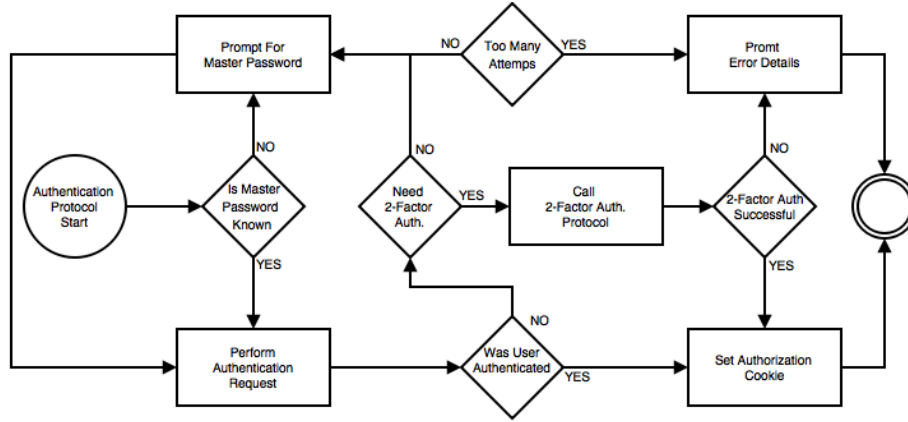 Prompt For
Master Password
NO
Too Many
Attemps
YES
Promt
Error Details
NO
NO
NO
Authentication
Protocol
Start
Is Master
Password
Known
Need
2-Factor
Auth.
YES
Call
2-Factor Auth.
Protocol
2-Factor Auth
Successful
YES
YES
NO
Perform
Authentication
Request
Was User
Authenticated
YES
Set Authorization
Cookie